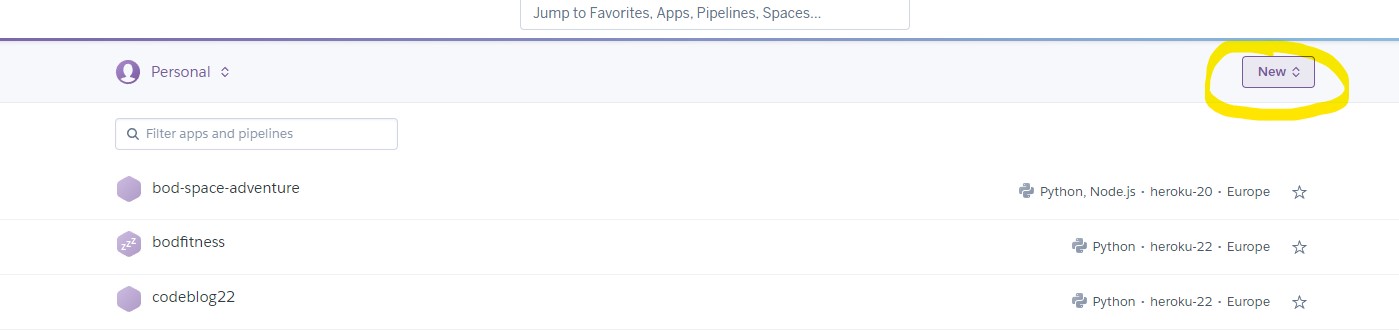 Jump to Favorites, Apps, Pipelines, Spaces...
Personal
New
Filter apps and pipelines
bod-space-adventure
Python, Node.js · heroku-20 · Europe
zzz
bodfitness
Python · heroku-22 · Europe
codeblog22
Python · heroku-22 · Europe